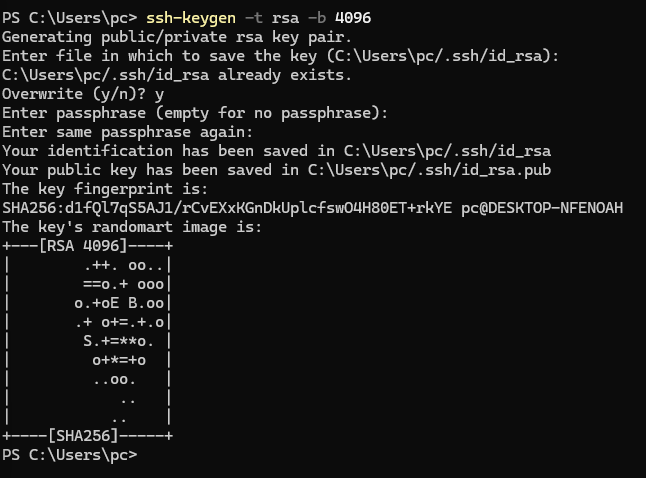 PS C:\Users\pc> ssh-keygen -t rsa -b 4096
Generating public/private rsa key pair.
Enter file in which to save the key (C:\Users\pc/.ssh/id_rsa):
C:\Users\pc/.ssh/id_rsa already exists.
Overwrite (y/n)? y
Enter passphrase (empty for no passphrase):
Enter same passphrase again:
Your identification has been saved in C:\Users\pc/.ssh/id_rsa
Your public key has been saved in C:\Users\pc/.ssh/id_rsa.pub
The key fingerprint is:
SHA256:d1fQl7qS5AJ1/rCvEXxKGnDkUplcfswO4H80ET+rkYE pc@DESKTOP-NFENOAH
The key's randomart image is:
+---[RSA 4096]----+
|        .++. oo..|
|        ==o.+ ooo|
|       o.+oE B.oo|
|       .+ o+=.+.o|
|        S.+=**o. |
|         o+*=+o  |
|         ..oo.   |
|            ..   |
|           ..    |
+----[SHA256]-----+
PS C:\Users\pc>